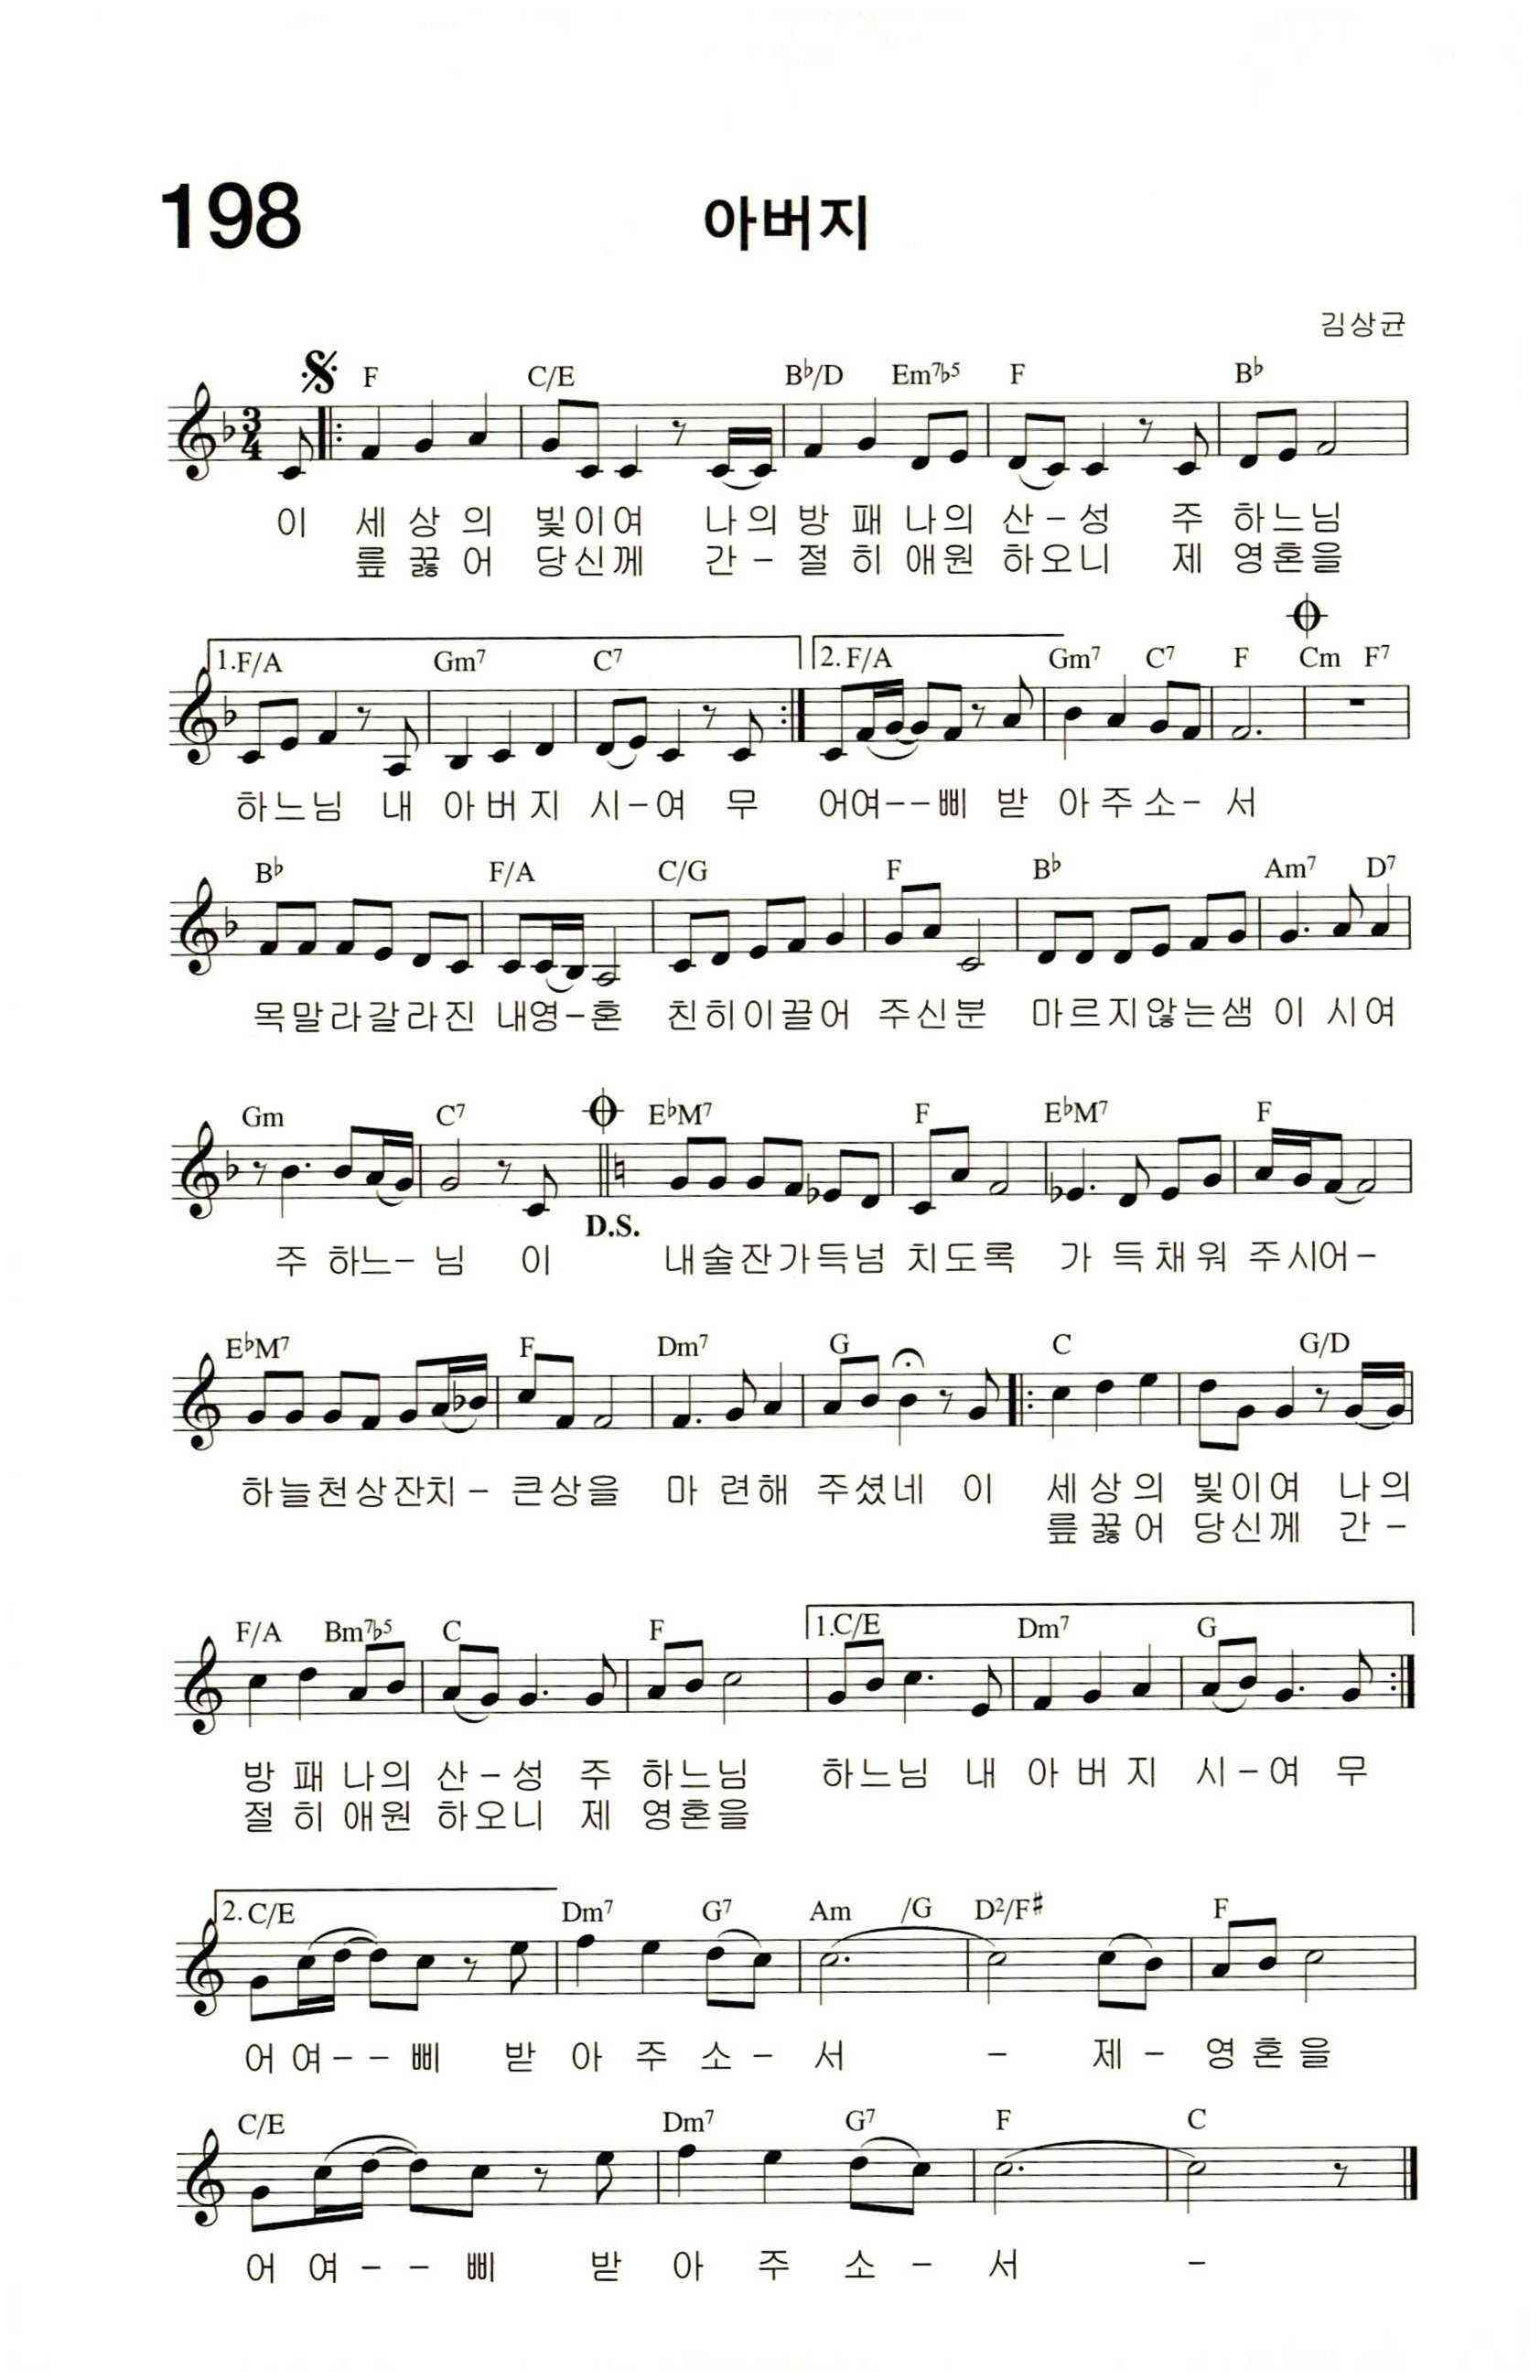 198
아버지
김상균
F C/E B♭/D Em7♭5 F B♭
3
4
이 세 상 의 빛이여 나의 방 패 나의 산-성 주 하느님
릎 꿇 어 당신께 간- 절 히 애원 하오니 제 영혼을
1.F/A Gm7 C7 2. F/A Gm7 C7 F Cm F7
하느님 내 아 버 지 시-여 무 어여--삐 받 아 주 소- 서
B♭ F/A C/G F B♭ Am7 D7
목말라갈라진 내영-혼 친히이끌어 주신분 마르지않는샘 이 시여
Gm C7 E♭M7 F E♭M7 F
D.S.
주 하느- 님 이 내술잔가득넘 치도록 가 득채워 주시어-
E♭M7 F Dm7 G C G/D
하늘천상잔치- 큰상을 마 련해 주셨네 이 세 상 의 빛이여 나의
릎 꿇 어 당신께 간-
F/A Bm7♭5 C F 1.C/E Dm7 G
방 패 나의 산-성 주 하느님 하느님 내 아 버 지 시-여 무
절 히 애원 하오니 제 영혼을
2. C/E Dm7 G7 Am /G D2/F♯ F
어 여-- 삐 받 아 주 소- 서 - 제- 영혼을
C/E Dm7 G7 F C
어 여-- 삐 받 아 주 소- 서 -